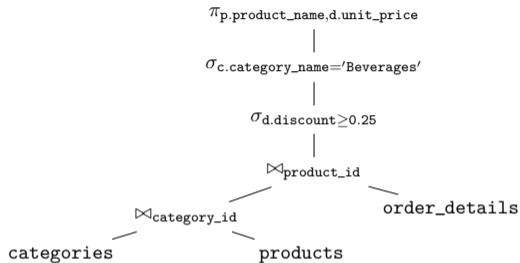 πp.product_name,d.unit_price
σc.category_name='Beverages'
σd.discount≥0.25
⋈product_id
⋈category_id
order_details
categories
products